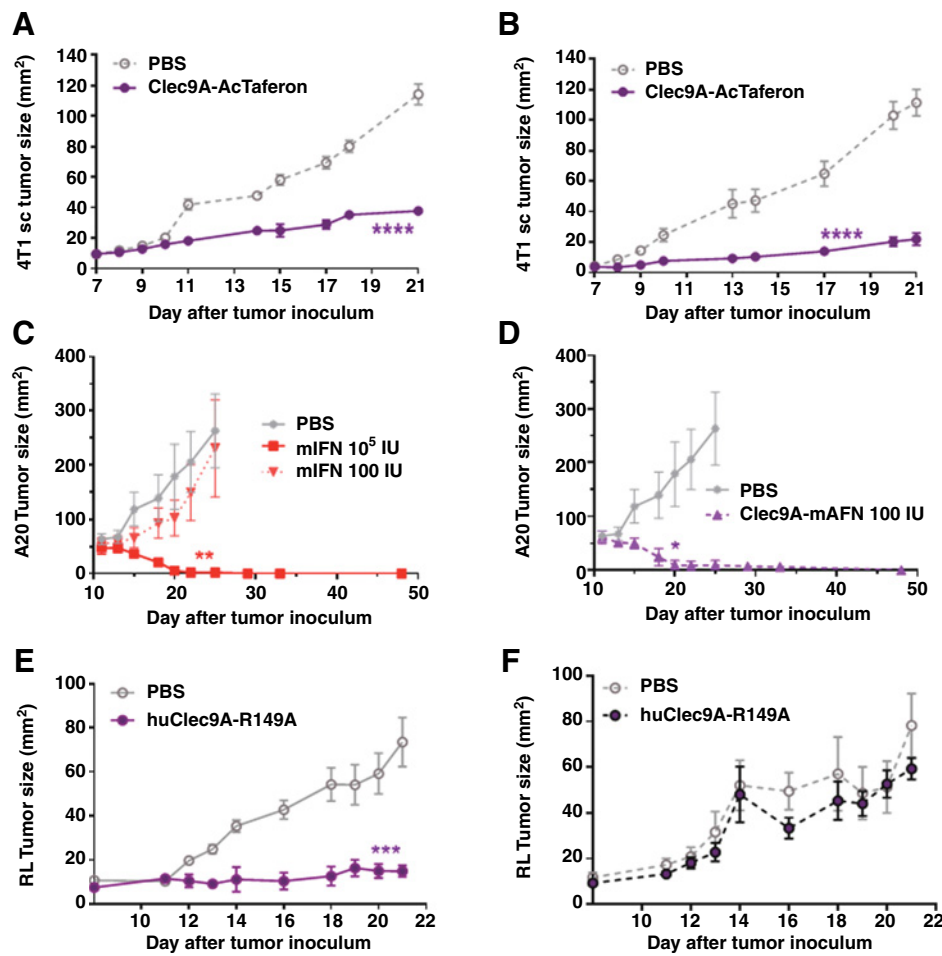 A
4T1 sc tumor size (mm²)
140
120
100
80
60
40
20
0
PBS
Clec9A-AcTaferon
****
7 9 11 13 15 17 19 21
Day after tumor inoculum
B
4T1 sc tumor size (mm²)
140
120
100
80
60
40
20
0
PBS
Clec9A-AcTaferon
****
7 9 11 13 15 17 19 21
Day after tumor inoculum
C
A20 Tumor size (mm²)
400
300
200
100
0
PBS
mIFN 10⁵ IU
mIFN 100 IU
**
10 20 30 40 50
Day after tumor inoculum
D
A20 Tumor size (mm²)
400
300
200
100
0
PBS
Clec9A-mAFN 100 IU
*
10 20 30 40 50
Day after tumor inoculum
E
RL Tumor size (mm²)
100
80
60
40
20
0
PBS
huClec9A-R149A
***
10 12 14 16 18 20 22
Day after tumor inoculum
F
RL Tumor size (mm²)
100
80
60
40
20
0
PBS
huClec9A-R149A
10 12 14 16 18 20 22
Day after tumor inoculum